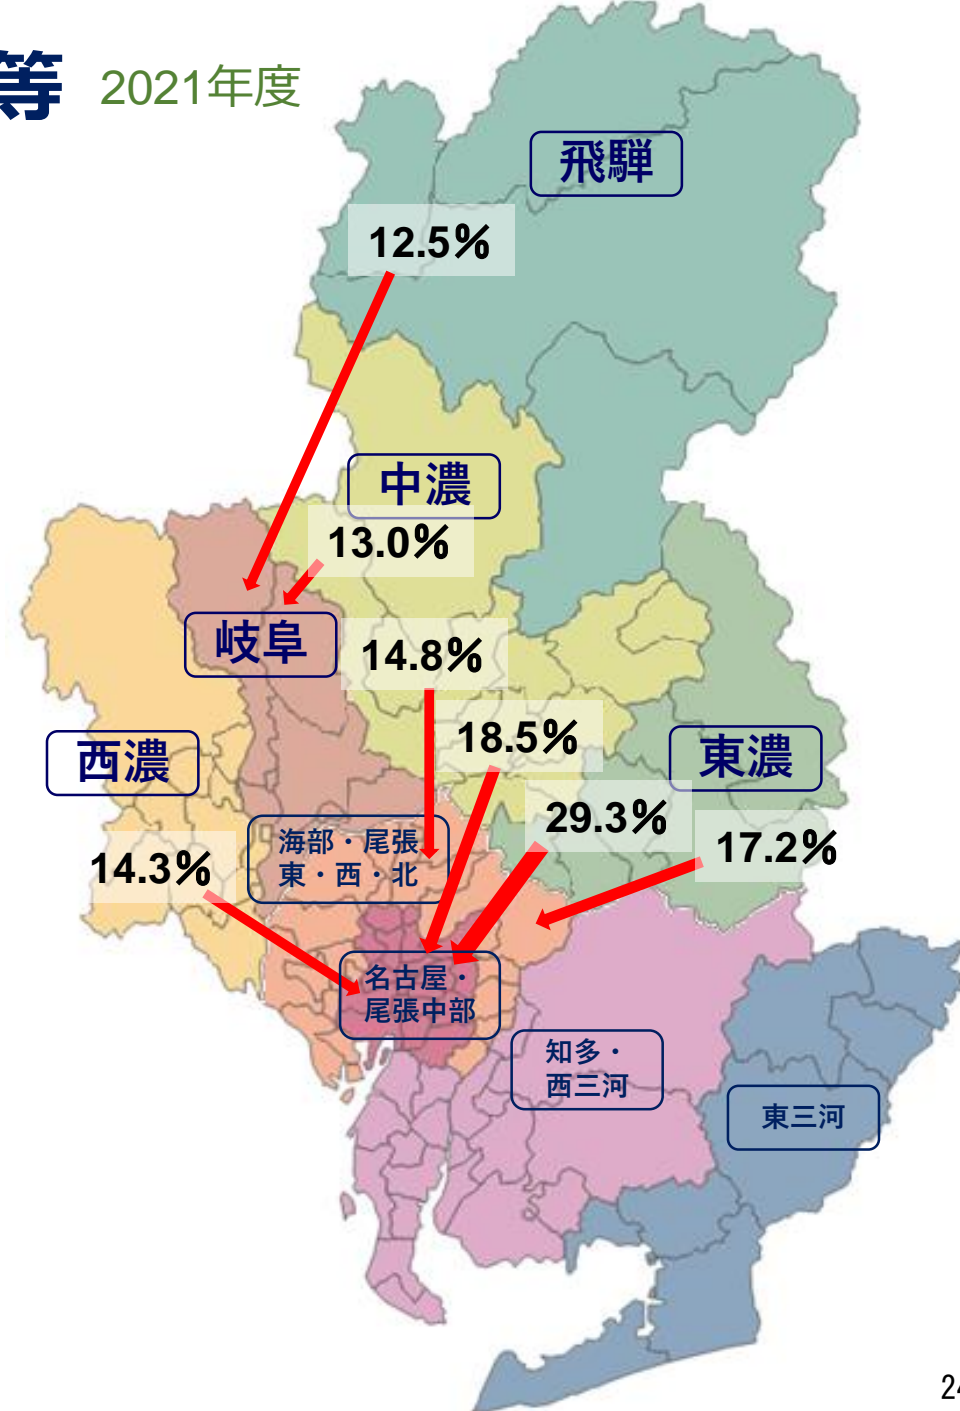 等 2021年度
飛騨
12.5％
中濃
13.0％
岐阜
14.8％
18.5％
西濃
東濃
29.3％
17.2％
海部・尾張
東・西・北
14.3％
名古屋・
尾張中部
知多・
西三河
東三河
24